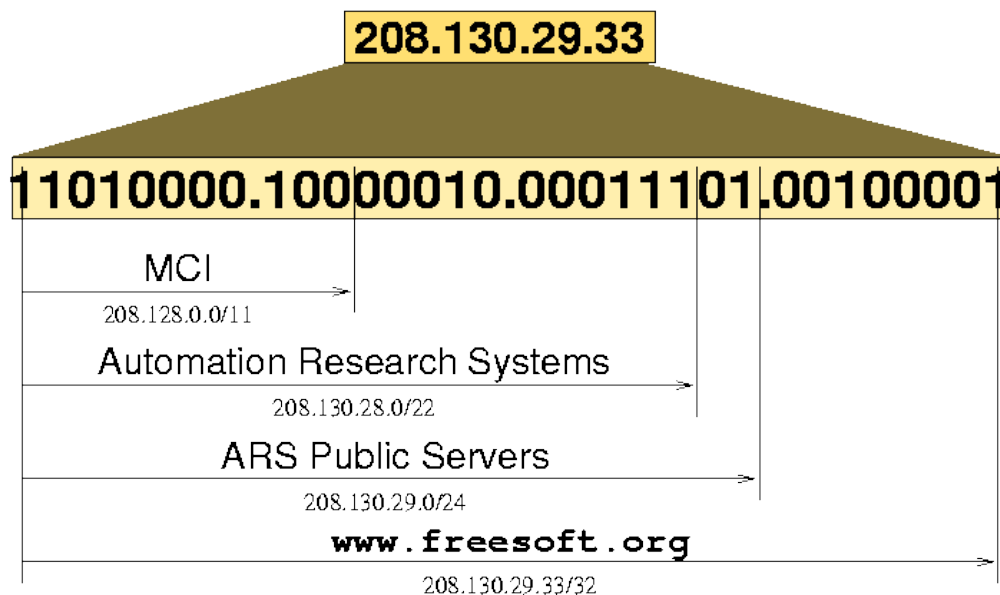 208.130.29.33
11010000.10000010.00011101.00100001
MCI
208.128.0.0/11
Automation Research Systems
208.130.28.0/22
ARS Public Servers
208.130.29.0/24
www.freesoft.org
208.130.29.33/32